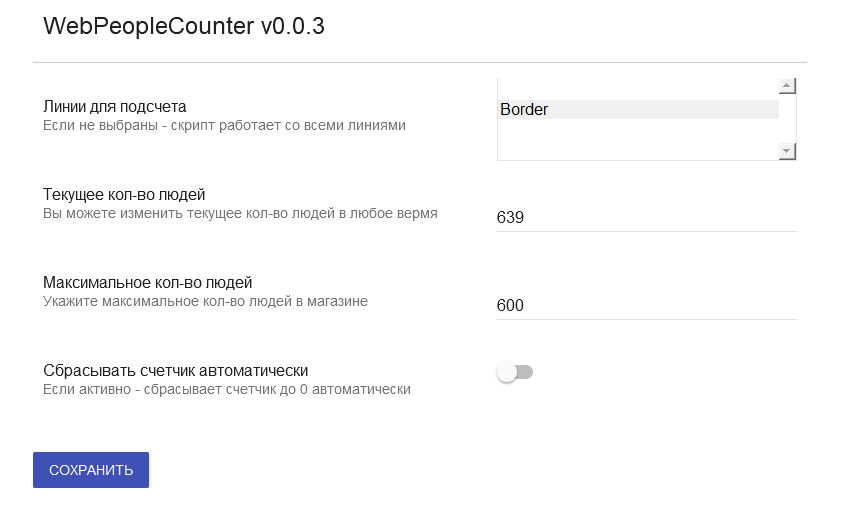 WebPeopleCounter v0.0.3
Линии для подсчета
Если не выбраны - скрипт работает со всеми линиями
Border
Текущее кол-во людей
Вы можете изменить текущее кол-во людей в любое вермя
639
Максимальное кол-во людей
Укажите максимальное кол-во людей в магазине
600
Сбрасывать счетчик автоматически
Если активно - сбрасывает счетчик до 0 автоматически
СОХРАНИТЬ